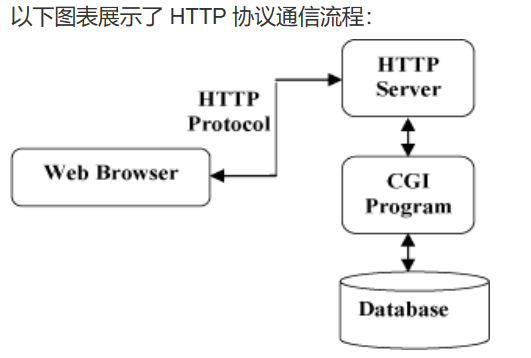 以下图表展示了 HTTP 协议通信流程：
HTTP
Server
HTTP
Protocol
Web Browser
CGI
Program
Database